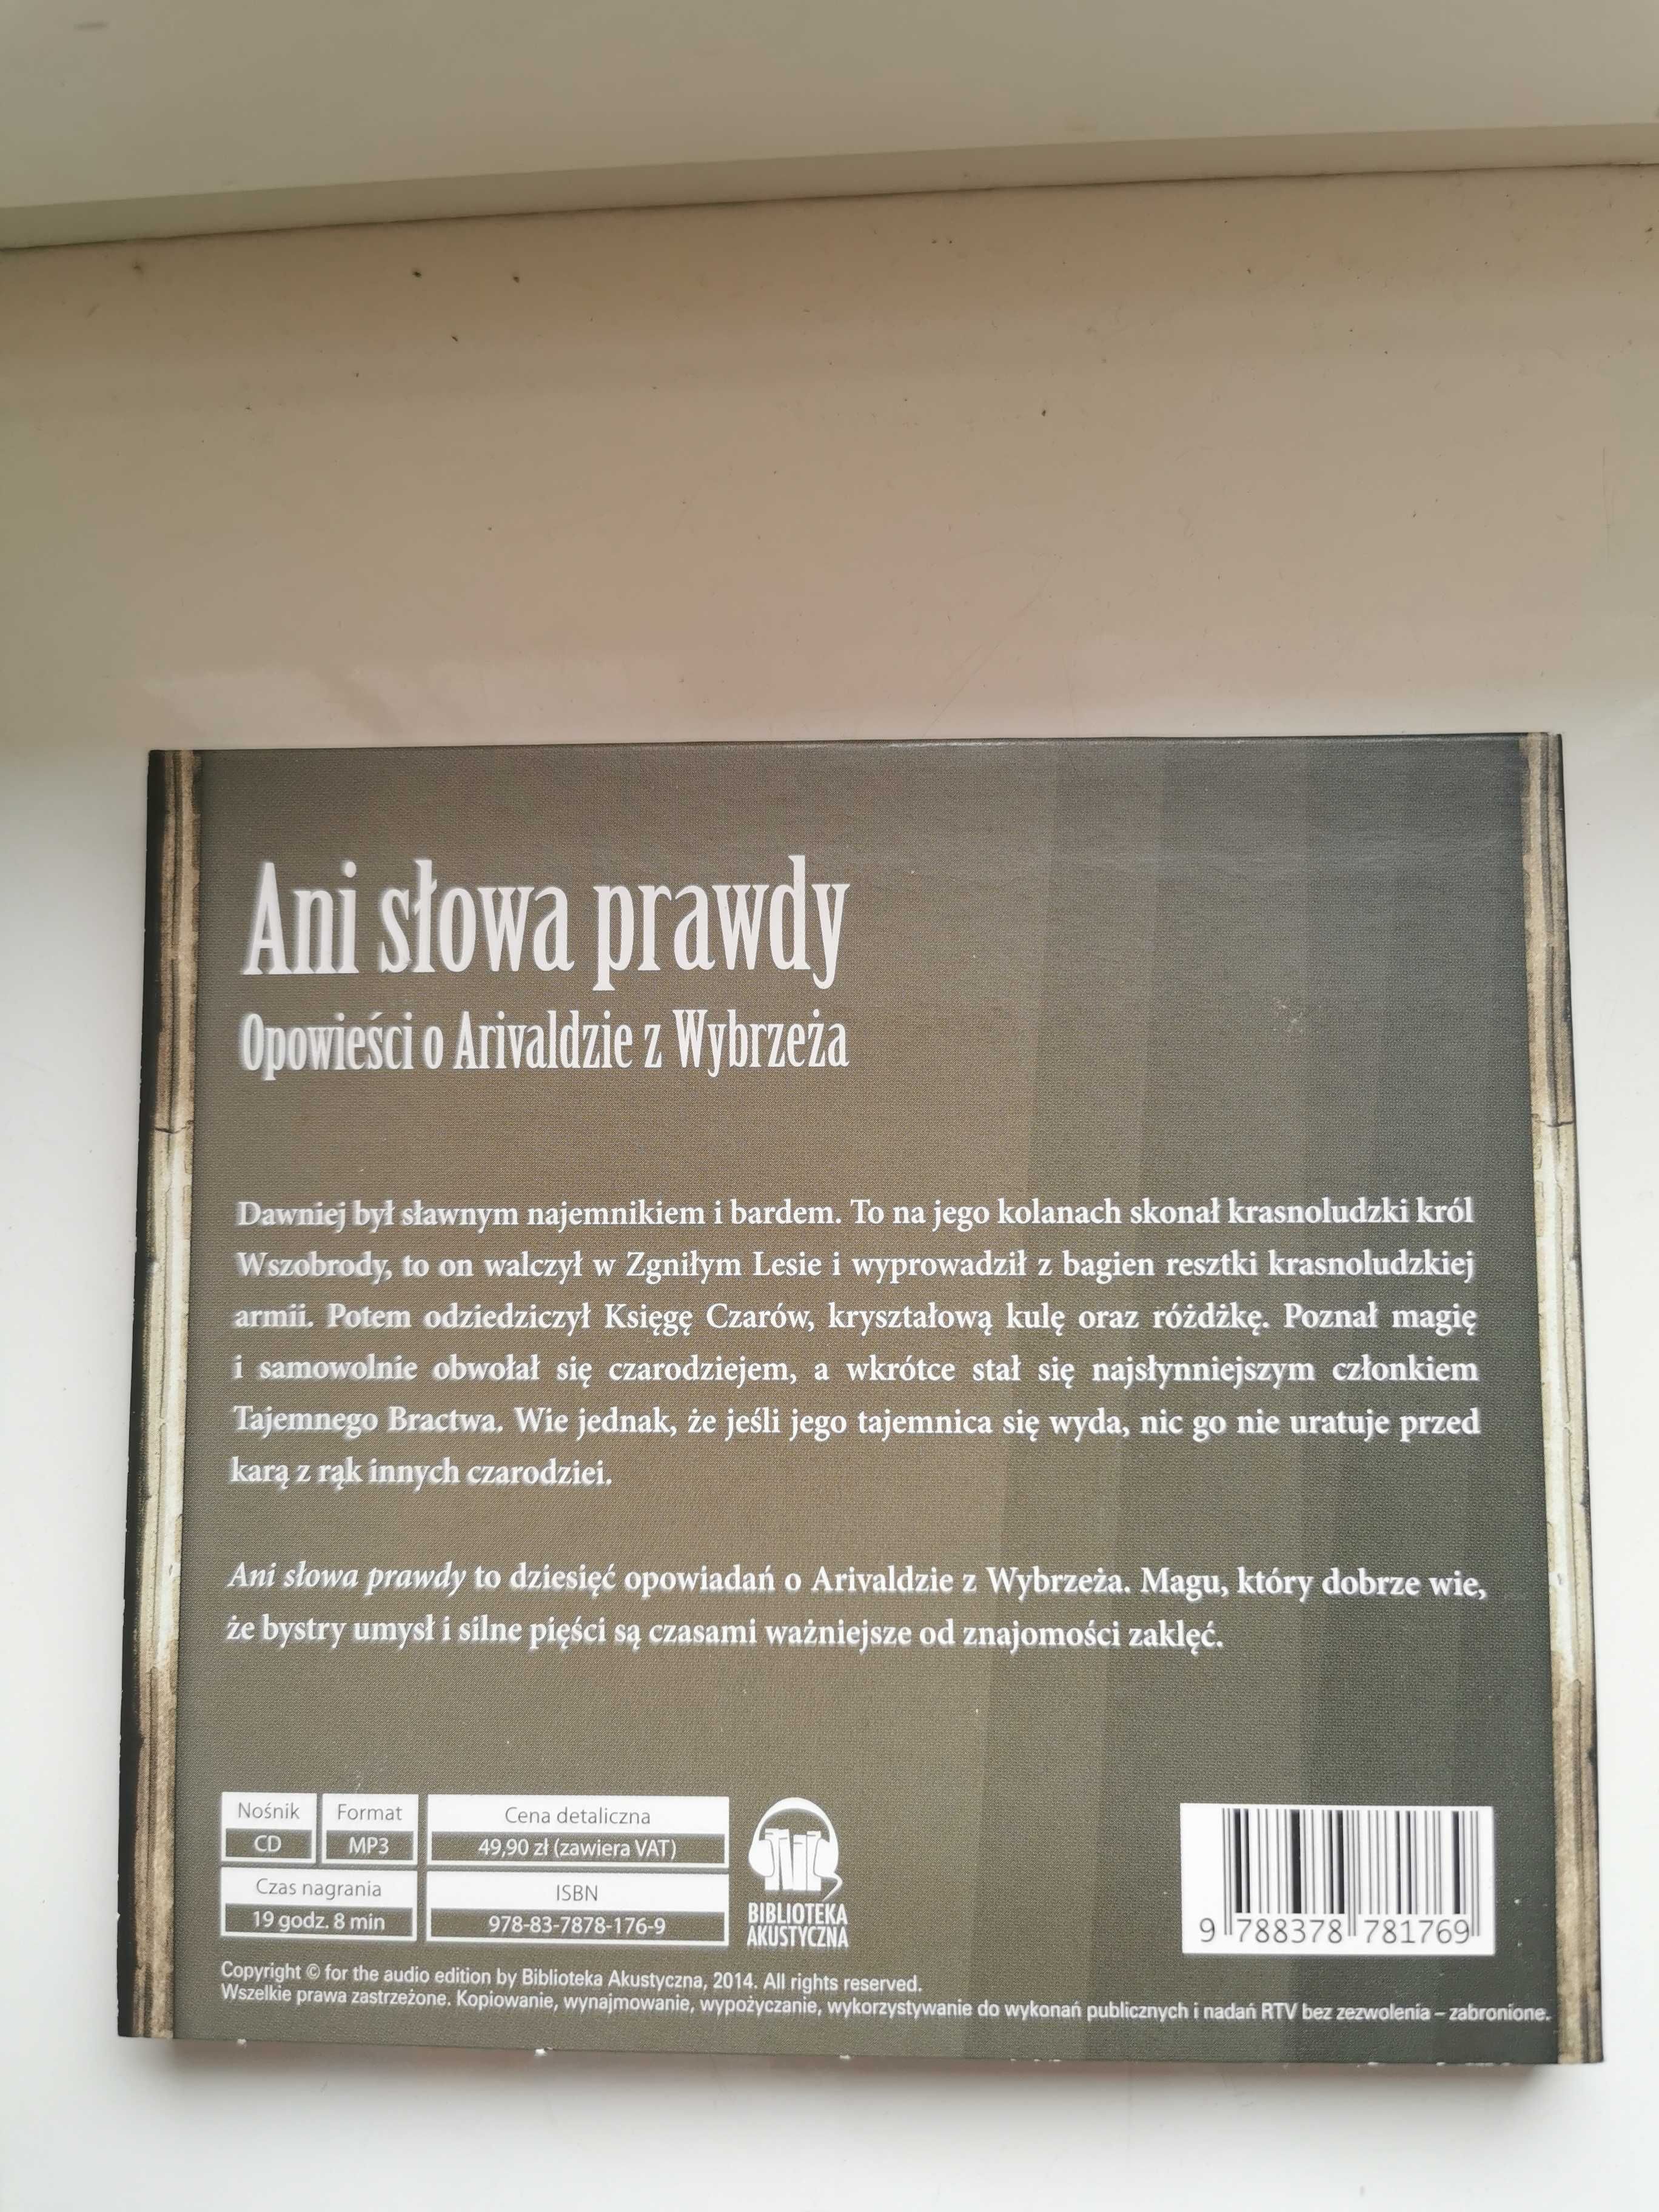 Ani słowa prawdy
Opowieści o Arivaldzie z Wybrzeża
Dawniej był sławnym najemnikiem i bardem. To na jego kolanach skonał krasnoludzki król
Wszobrody, to on walczył w Zgniłym Lesie i wyprowadził z bagien resztki krasnoludzkiej
armii. Potem odziedziczył Księgę Czarów, kryształową kulę oraz różdżkę. Poznał magię
i samowolnie obwołał się czarodziejem, a wkrótce stał się najsłynniejszym członkiem
Tajemnego Bractwa. Wie jednak, że jeśli jego tajemnica się wyda, nic go nie uratuje przed
karą z rąk innych czarodziei.
Ani słowa prawdy to dziesięć opowiadań o Arivaldzie z Wybrzeża. Magu, który dobrze wie,
że bystry umysł i silne pięści są czasami ważniejsze od znajomości zaklęć.
Nośnik
CD
Format
MP3
Cena detaliczna
49,90 zł (zawiera VAT)
Czas nagrania
19 godz. 8 min
ISBN
978-83-7878-176-9
BIBLIOTEKA
AKUSTYCZNA
9 788378 781769
Copyright © for the audio edition by Biblioteka Akustyczna, 2014. All rights reserved.
Wszelkie prawa zastrzeżone. Kopiowanie, wynajmowanie, wypożyczanie, wykorzystywanie do wykonań publicznych i nadań RTV bez zezwolenia – zabronione.